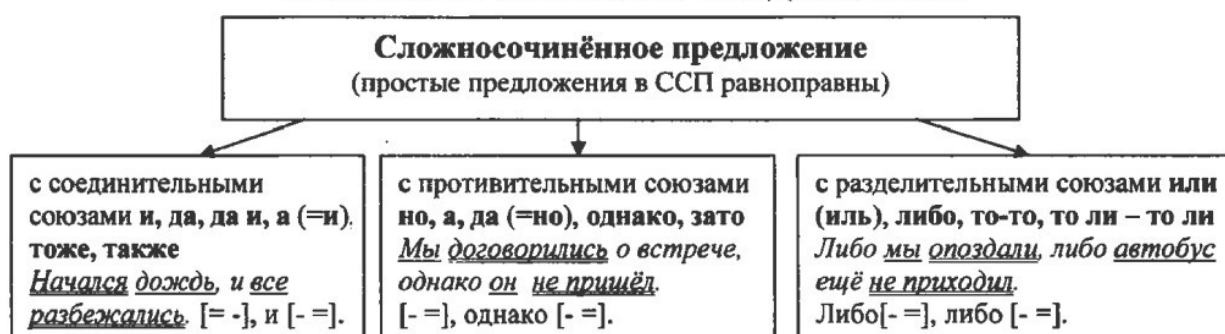 Сложносочинённое предложение
(простые предложения в ССП равноправны)
с соединительными
союзами и, да, да и, а (=и),
тоже, также
Начался дождь, и все
разбежались. [= -], и [- =].
с противительными союзами
но, а, да (=но), однако, зато
Мы договорились о встрече,
однако он не пришёл.
[- =], однако [- =].
с разделительными союзами или
(иль), либо, то-то, то ли – то ли
Либо мы опоздали, либо автобус
ещё не приходил.
Либо[- =], либо [- =].